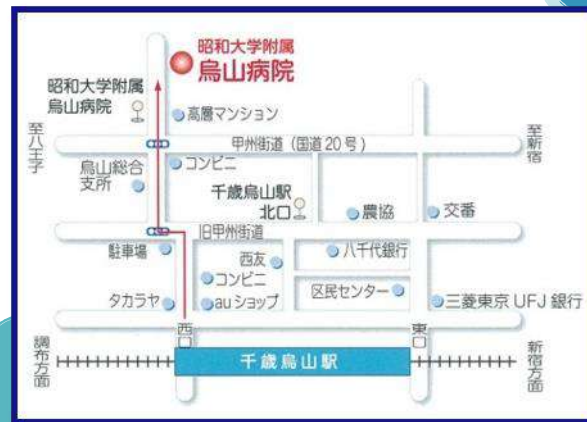 昭和大学附属
烏山病院
昭和大学附属
烏山病院
高層マンション
至八王子
甲州街道（国道20号）
至新宿
烏山総合
支所
コンビニ
千歳烏山駅
北口
農協
交番
旧甲州街道
駐車場
西友
八千代銀行
コンビニ
区民センター
タカラヤ
auショップ
三菱東京UFJ銀行
西口
東口
調布方面
千歳烏山駅
新宿方面